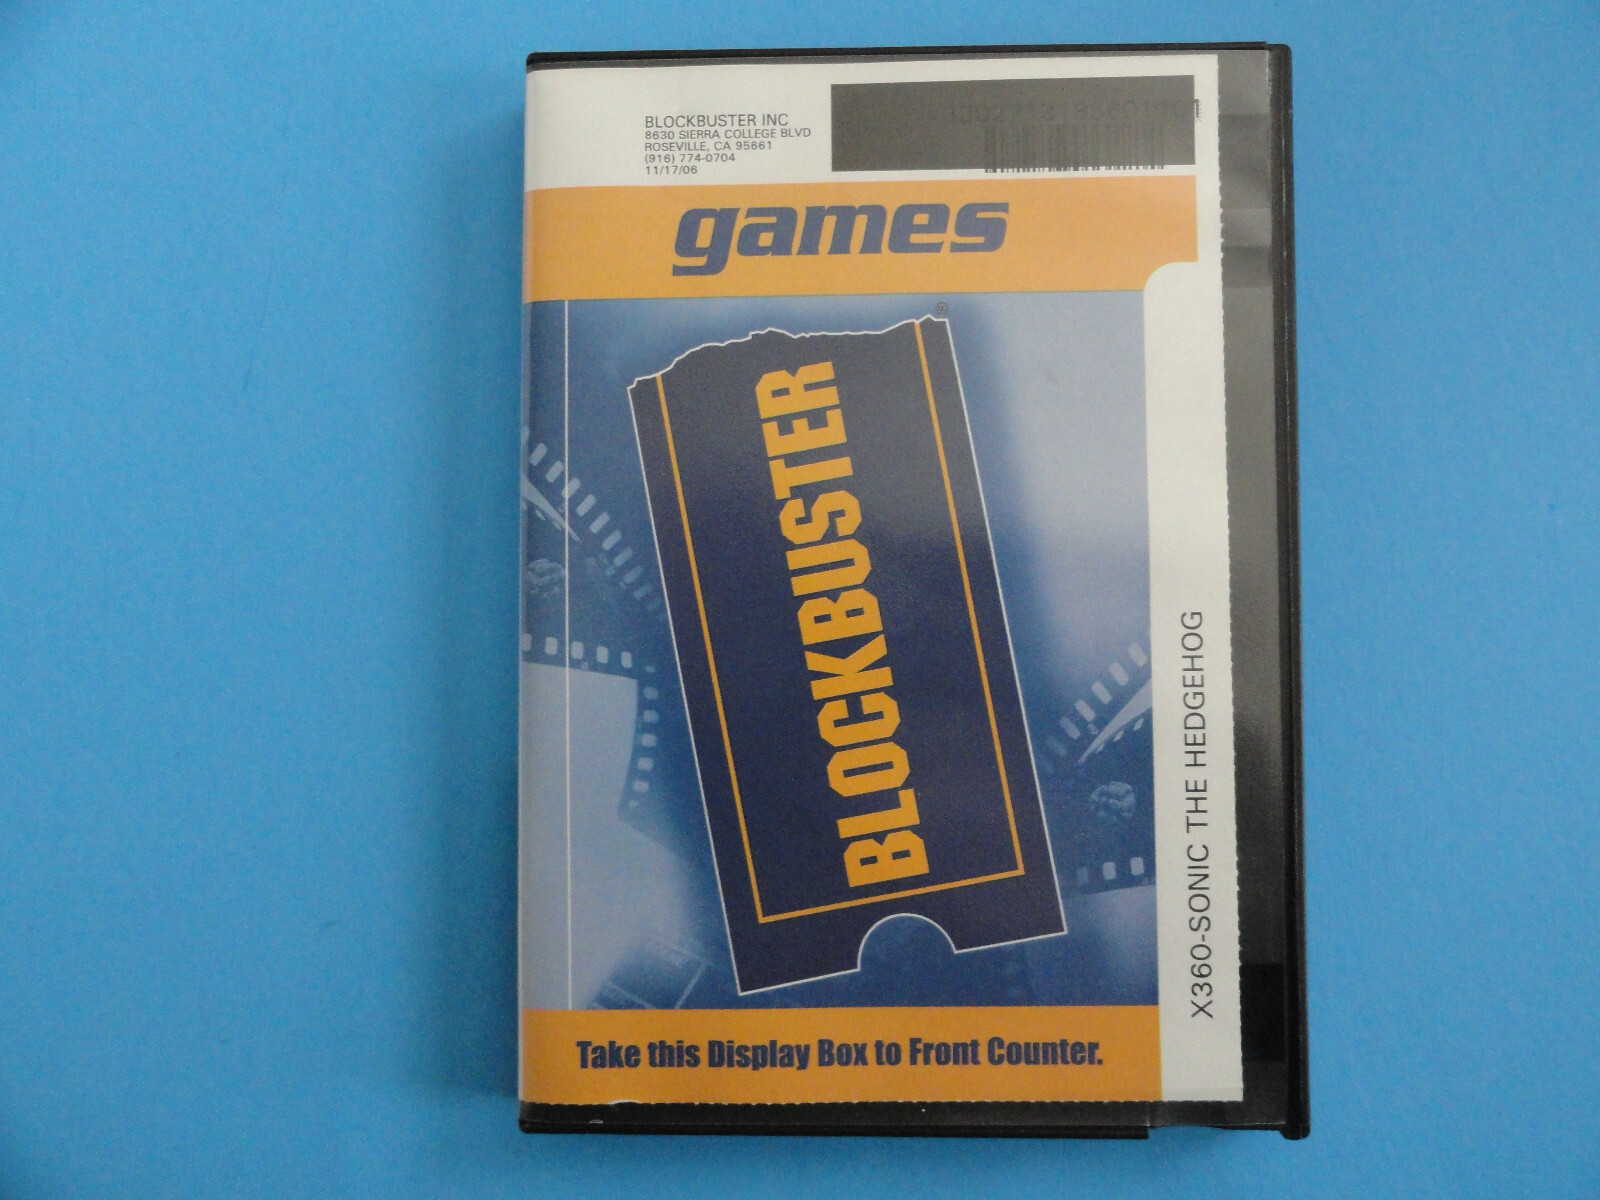 BLOCKBUSTER INC
8630 SIERRA COLLEGE BLVD
ROSEVILLE, CA 95661
(916) 774-0704
11/17/06
games
BLOCKBUSTER
®
X360-SONIC THE HEDGEHOG
Take this Display Box to Front Counter.